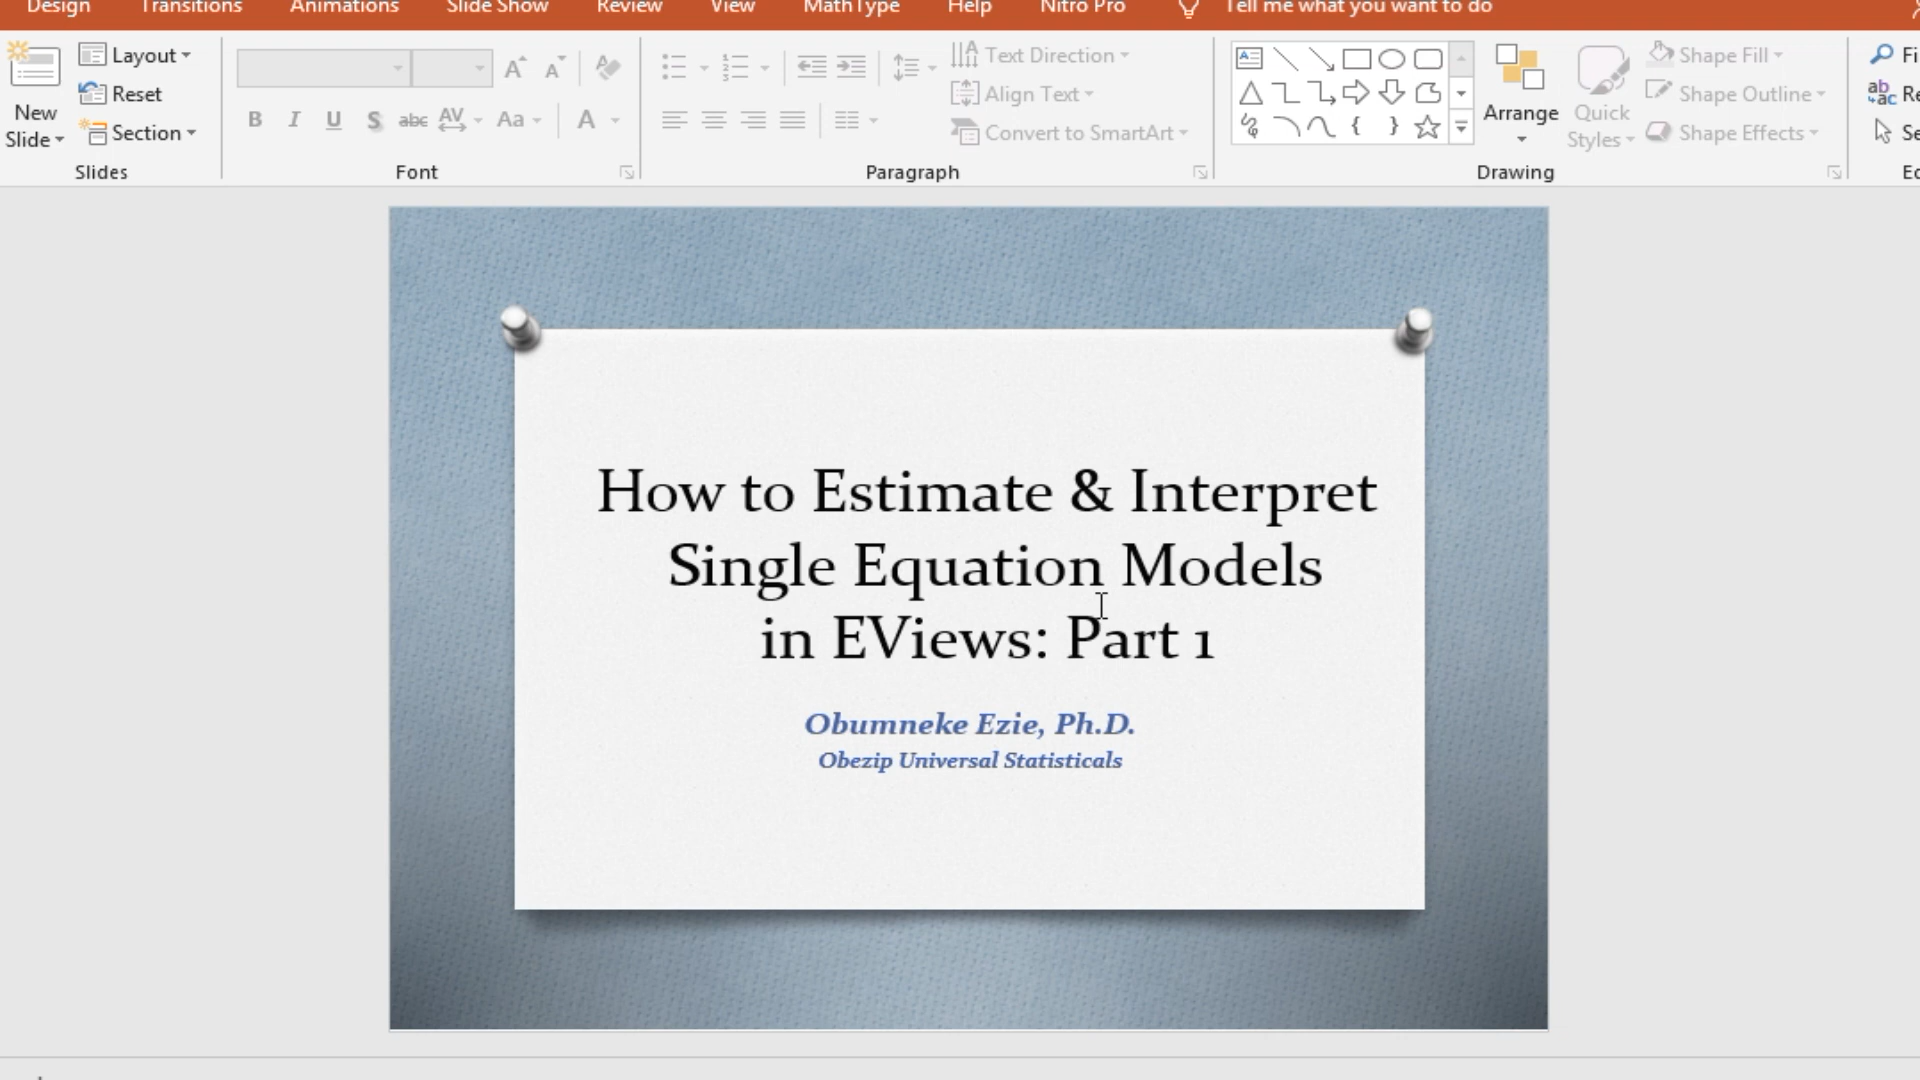 Design Transitions Animations Slide Show Review View MathType Help Nitro Pro Tell me what you want to do
New Slide
Layout
Reset
Section
Slides
B I U S abc AV Aa A
Font
Text Direction
Align Text
Convert to SmartArt
Paragraph
Arrange
Quick Styles
Shape Fill
Shape Outline
Shape Effects
Drawing
How to Estimate & Interpret
Single Equation Models
in EViews: Part 1
Obumneke Ezie, Ph.D.
Obezip Universal Statisticals